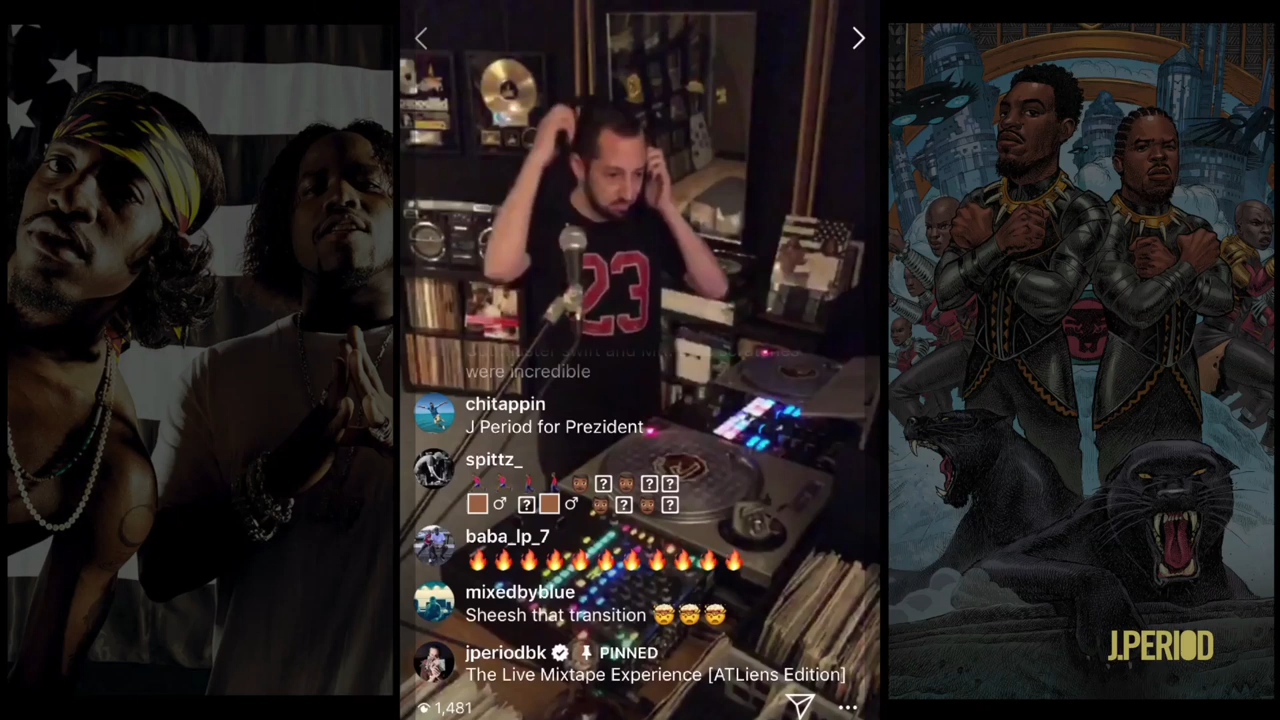 23
were incredible
chitappin
J Period for Prezident
spittz_
baba_lp_7
🔥🔥🔥🔥🔥🔥🔥🔥🔥🔥🔥
mixedbyblue
Sheesh that transition 🤯🤯🤯
jperiodbk PINNED
The Live Mixtape Experience [ATLiens Edition]
1,481
J.PERIOD